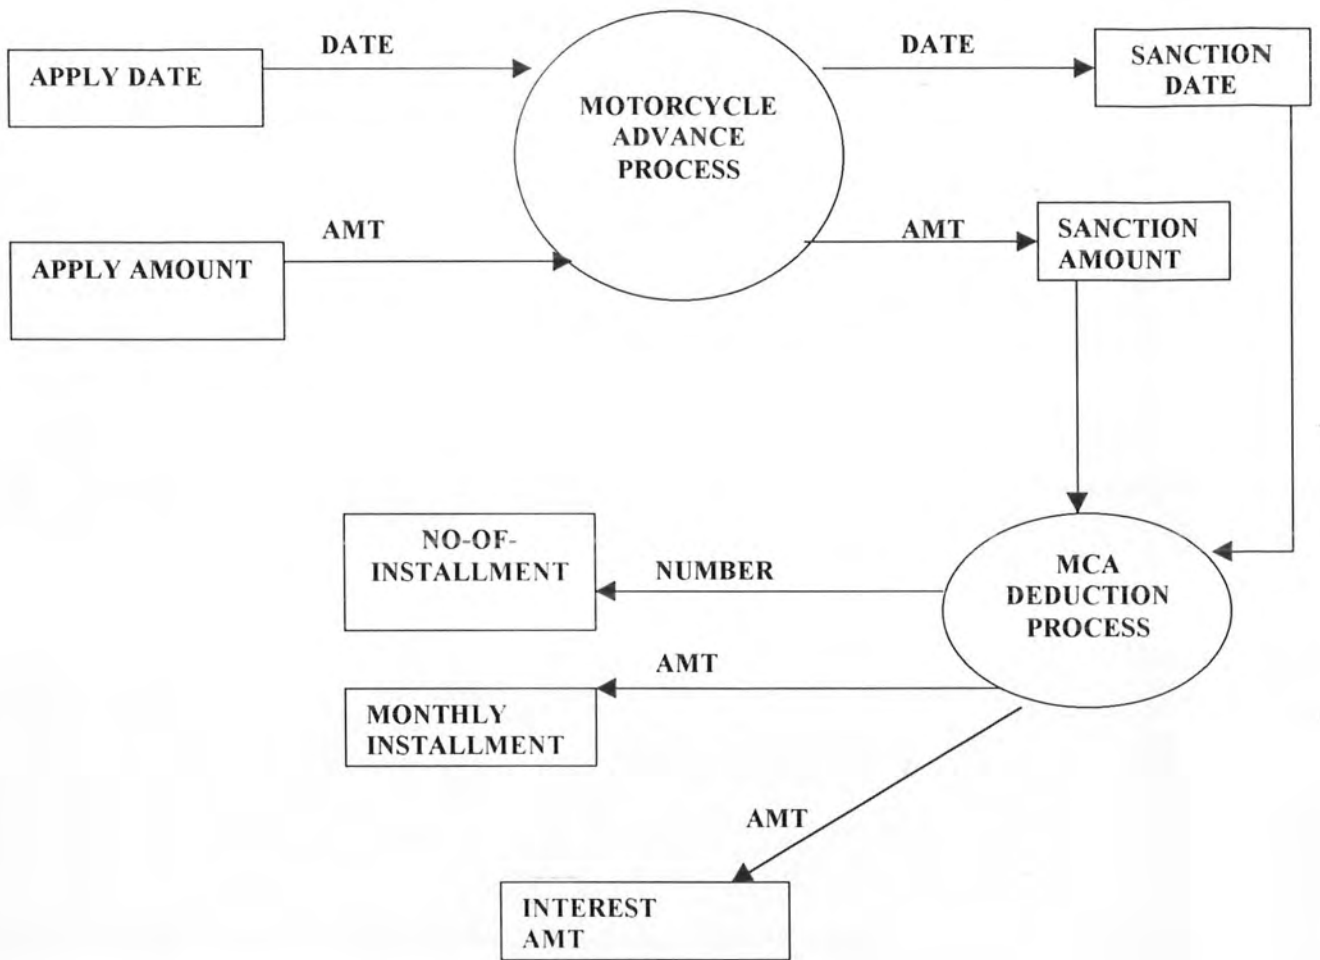 DATE
DATE
APPLY DATE
SANCTION
DATE
MOTORCYCLE
ADVANCE
PROCESS
AMT
AMT
APPLY AMOUNT
SANCTION
AMOUNT
NO-OF-
INSTALLMENT
NUMBER
MCA
DEDUCTION
PROCESS
AMT
MONTHLY
INSTALLMENT
AMT
INTEREST
AMT